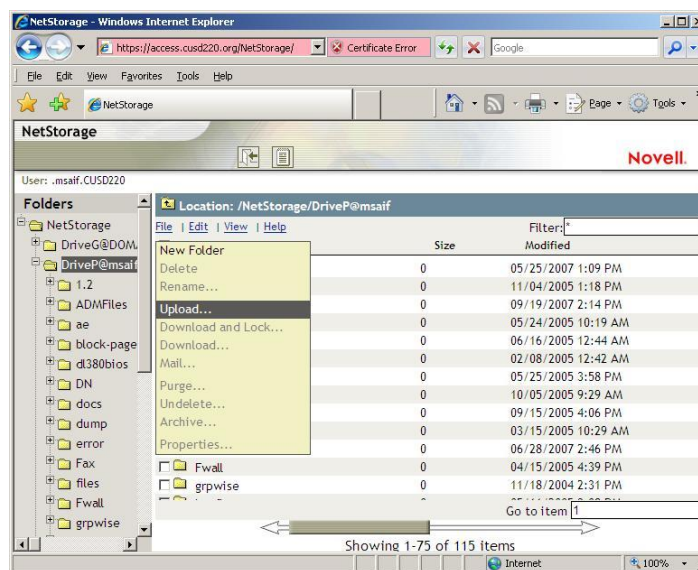 NetStorage - Windows Internet Explorer
https://access.cusd220.org/NetStorage/
Certificate Error
Google
File Edit View Favorites Tools Help
NetStorage
Page
Tools
NetStorage
Novell.
User: .msaif.CUSD220
Folders
Location: /NetStorage/DriveP@msaif
File | Edit | View | Help
Filter:*
Size
Modified
NetStorage
DriveG@DOM
DriveP@msaif
1.2
ADMFiles
ae
block-page
dl380bios
DN
docs
dump
error
Fax
files
Fwall
grpwise
New Folder
Delete
Rename...
Upload...
Download and Lock...
Download...
Mail...
Purge...
Undelete...
Archive...
Properties...
0 05/25/2007 1:09 PM
0 11/04/2005 1:18 PM
0 09/19/2007 2:14 PM
0 05/24/2005 10:19 AM
0 06/16/2005 12:44 AM
0 02/08/2005 12:42 AM
0 05/25/2005 3:58 PM
0 10/05/2005 9:29 AM
0 09/15/2005 4:06 PM
0 03/15/2005 10:29 AM
0 06/28/2007 2:46 PM
Fwall 0 04/15/2005 4:39 PM
grpwise 0 11/18/2004 2:31 PM
Go to item 1
Showing 1-75 of 115 items
Internet
100%